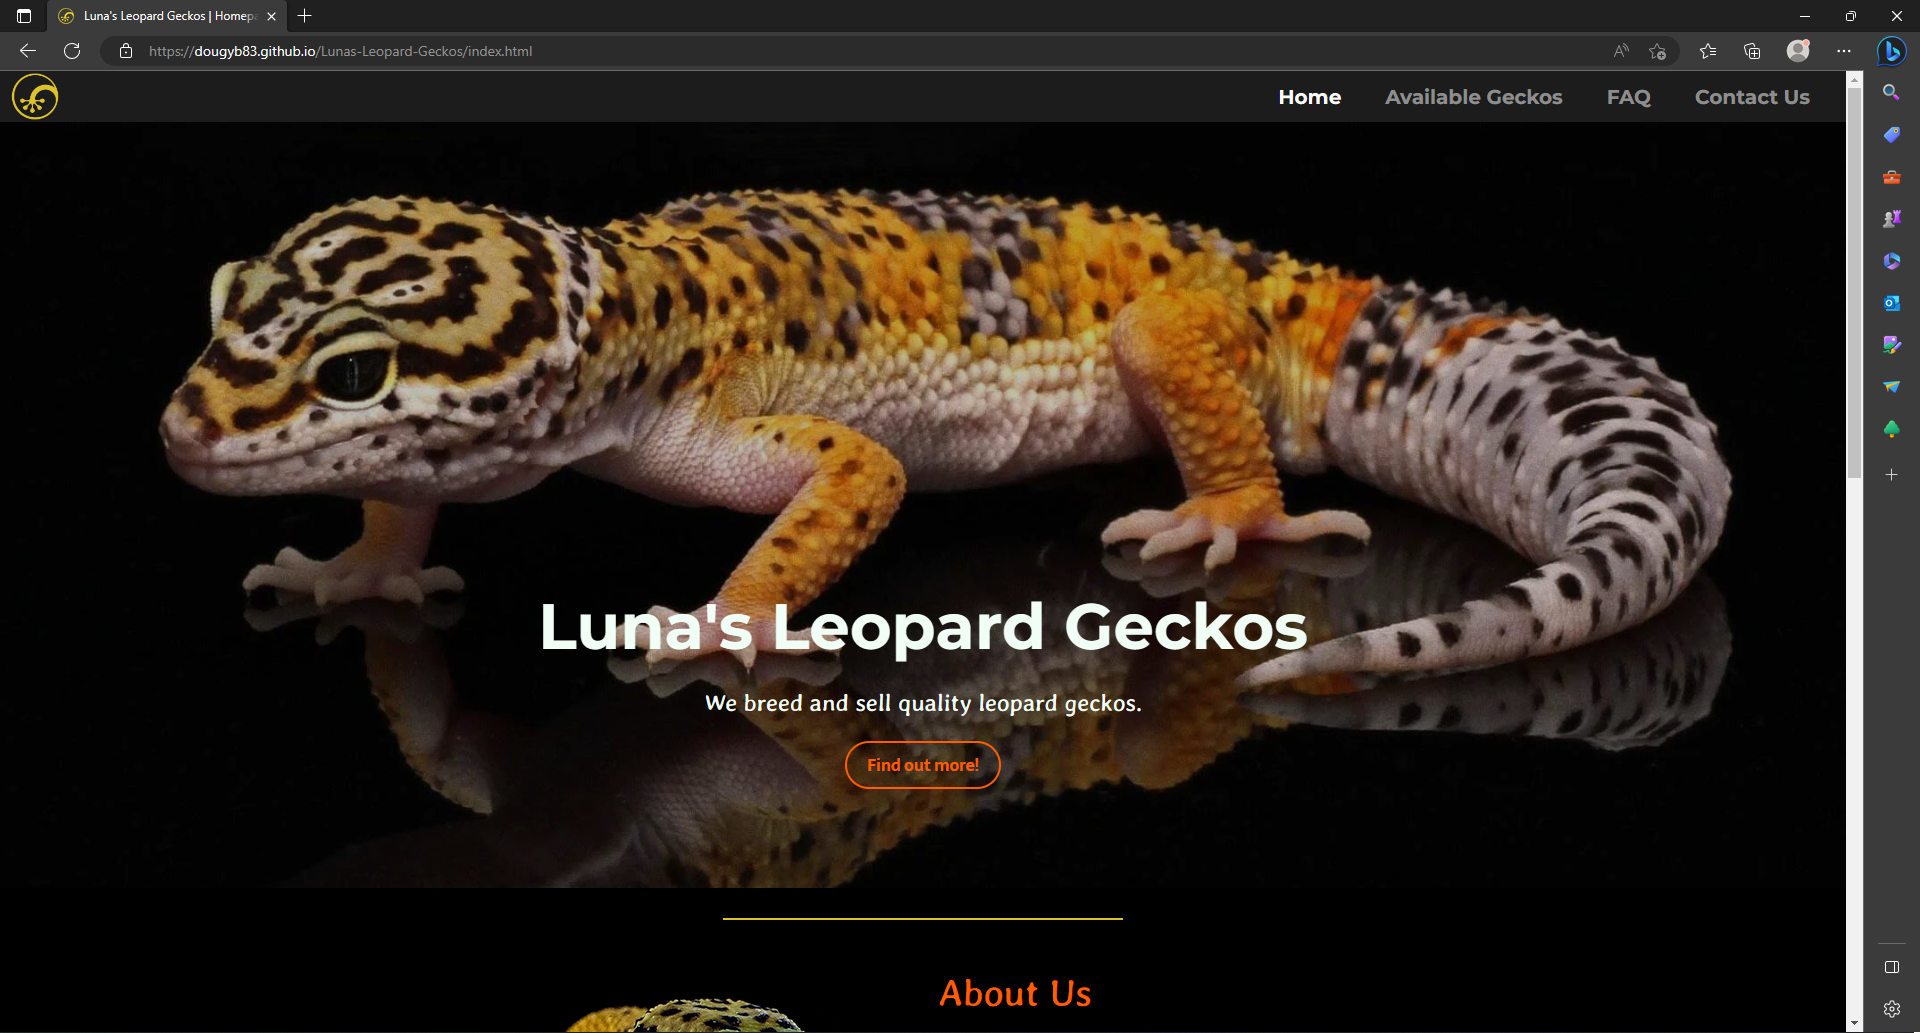 Luna's Leopard Geckos | Homepa
https://dougyb83.github.io/Lunas-Leopard-Geckos/index.html
Home Available Geckos FAQ Contact Us
Luna's Leopard Geckos
We breed and sell quality leopard geckos.
Find out more!
About Us